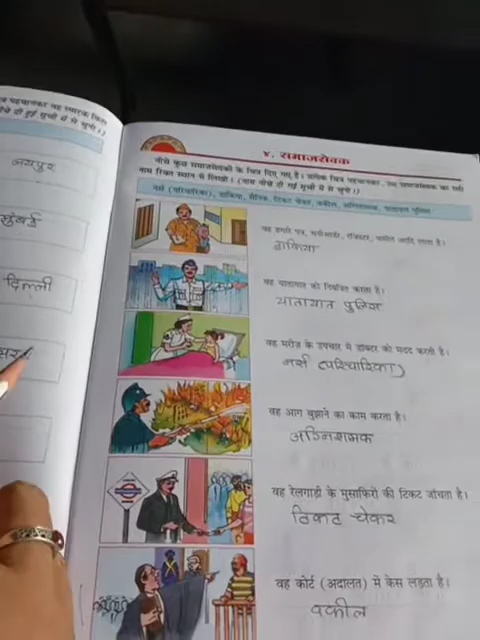 जयपुर
मुंबई
दिल्ली
४. समाजसेवक
नीचे कुछ समाजसेवकों के चित्र दिए गए है। प्रत्येक चित्र पहचानकर, उस समाजसेवक का सही
नाम रिक्त स्थान में लिखो। (नाम नीचे दी हुई सूची में से चुनो।)
नर्स (परिचारिका), डाकिया, सैनिक, टिकट चेकर, वकील, अग्निशामक, यातायात पुलिस
वह हमारे पत्र, मनीऑर्डर, रजिस्टर, पार्सल आदि लाता है।
डाकिया
वह यातायात को नियंत्रित करता है।
यातायात पुलिस
वह मरीज़ के उपचार में डॉक्टर की मदद करती है।
नर्स (परिचारिका)
वह आग बुझाने का काम करता है।
अग्निशमक
वह रेलगाड़ी के मुसाफिरों की टिकट जाँचता है।
टिकट चेकर
वह कोर्ट (अदालत) में केस लड़ता है।
वकील